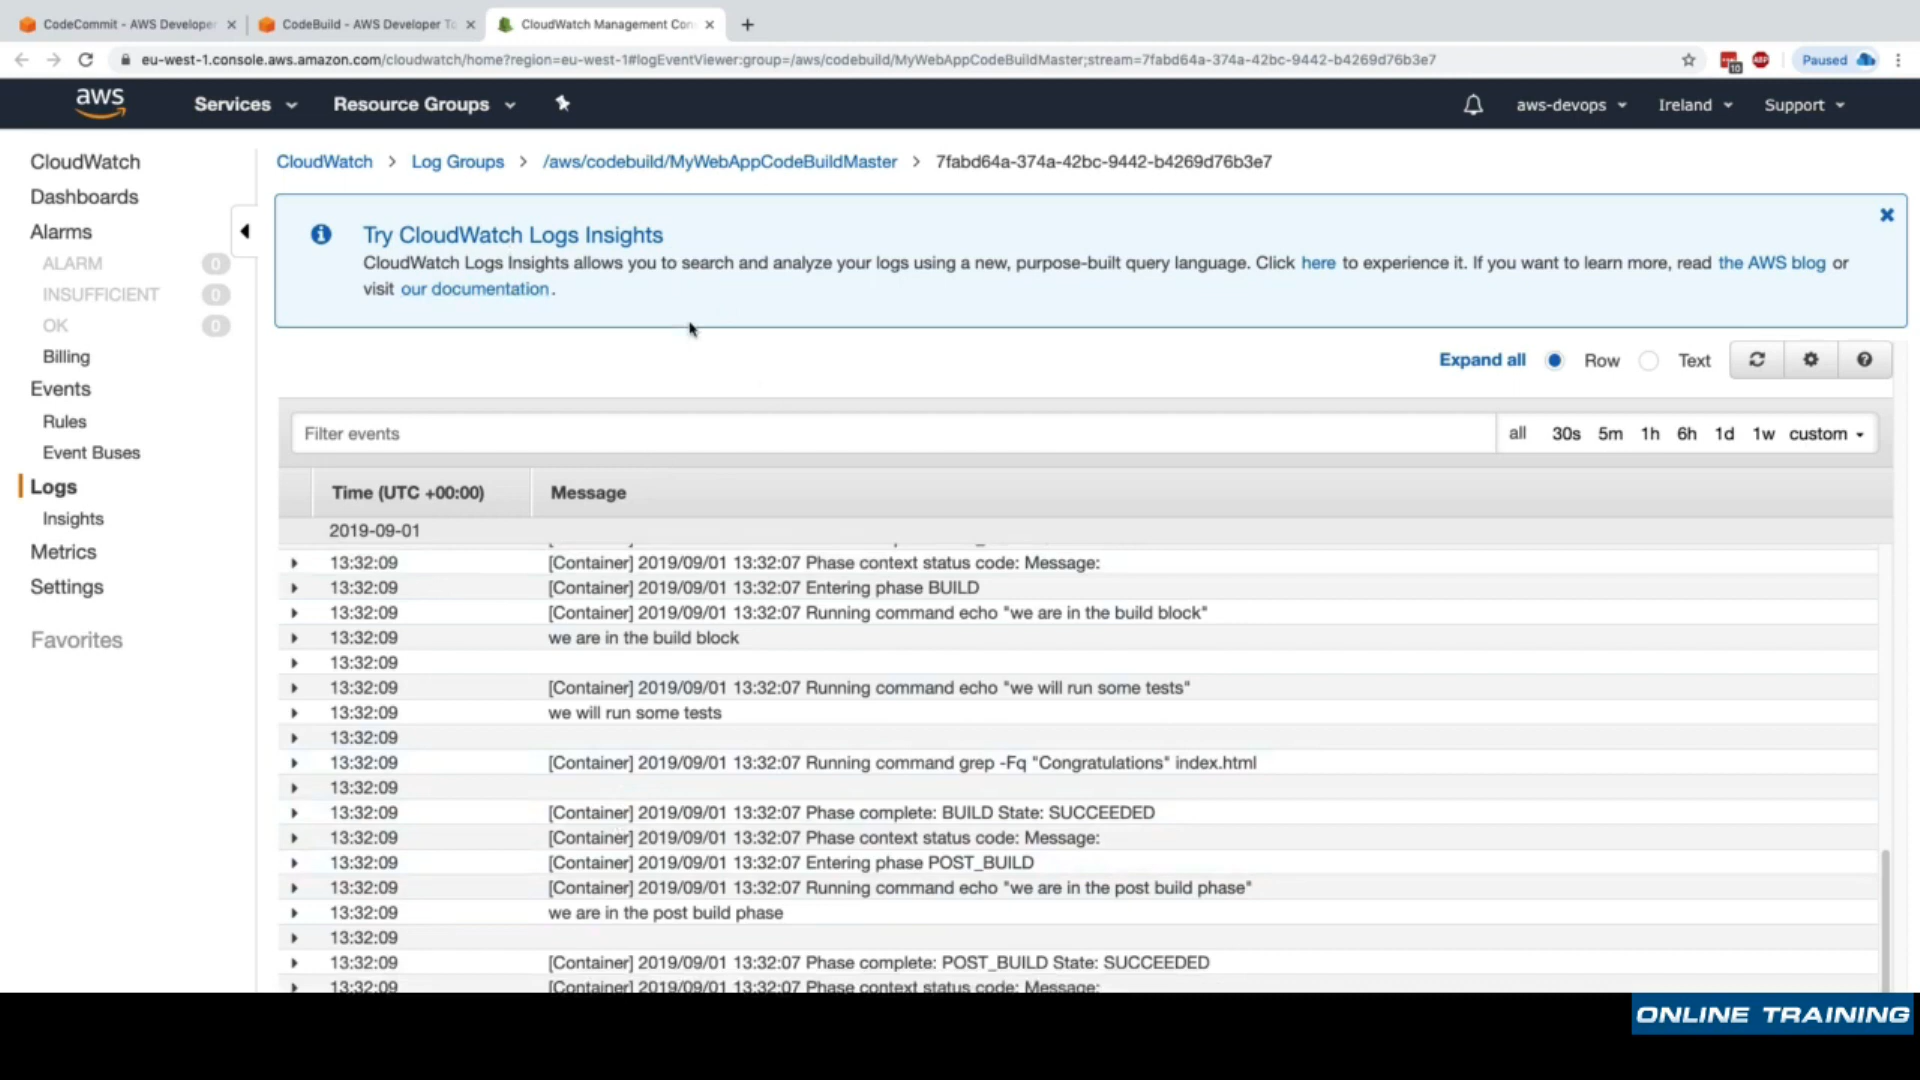 CodeCommit - AWS Developer
CodeBuild - AWS Developer To
CloudWatch Management Con
eu-west-1.console.aws.amazon.com/cloudwatch/home?region=eu-west-1#logEventViewer:group=/aws/codebuild/MyWebAppCodeBuildMaster;stream=7fabd64a-374a-42bc-9442-b4269d76b3e7
10
ABP
Paused
aws
Services
Resource Groups
aws-devops
Ireland
Support
CloudWatch
Dashboards
Alarms
ALARM 0
INSUFFICIENT 0
OK 0
Billing
Events
Rules
Event Buses
Logs
Insights
Metrics
Settings
Favorites
CloudWatch > Log Groups > /aws/codebuild/MyWebAppCodeBuildMaster > 7fabd64a-374a-42bc-9442-b4269d76b3e7
Try CloudWatch Logs Insights
CloudWatch Logs Insights allows you to search and analyze your logs using a new, purpose-built query language. Click here to experience it. If you want to learn more, read the AWS blog or
visit our documentation.
Expand all Row Text
Filter events
all 30s 5m 1h 6h 1d 1w custom
Time (UTC +00:00) Message
2019-09-01
13:32:09 [Container] 2019/09/01 13:32:07 Phase context status code: Message:
13:32:09 [Container] 2019/09/01 13:32:07 Entering phase BUILD
13:32:09 [Container] 2019/09/01 13:32:07 Running command echo "we are in the build block"
13:32:09 we are in the build block
13:32:09
13:32:09 [Container] 2019/09/01 13:32:07 Running command echo "we will run some tests"
13:32:09 we will run some tests
13:32:09
13:32:09 [Container] 2019/09/01 13:32:07 Running command grep -Fq "Congratulations" index.html
13:32:09
13:32:09 [Container] 2019/09/01 13:32:07 Phase complete: BUILD State: SUCCEEDED
13:32:09 [Container] 2019/09/01 13:32:07 Phase context status code: Message:
13:32:09 [Container] 2019/09/01 13:32:07 Entering phase POST_BUILD
13:32:09 [Container] 2019/09/01 13:32:07 Running command echo "we are in the post build phase"
13:32:09 we are in the post build phase
13:32:09
13:32:09 [Container] 2019/09/01 13:32:07 Phase complete: POST_BUILD State: SUCCEEDED
13:32:09 [Container] 2019/09/01 13:32:07 Phase context status code: Message:
ONLINE TRAINING